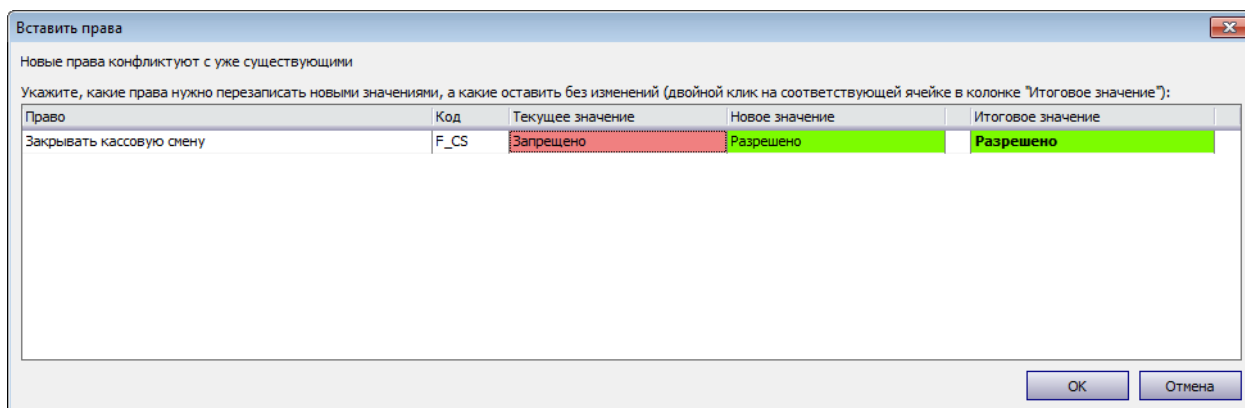 Вставить права
Новые права конфликтуют с уже существующими
Укажите, какие права нужно перезаписать новыми значениями, а какие оставить без изменений (двойной клик на соответствующей ячейке в колонке "Итоговое значение"):
Право Код Текущее значение Новое значение Итоговое значение
Закрывать кассовую смену F_CS Запрещено Разрешено Разрешено
OK Отмена